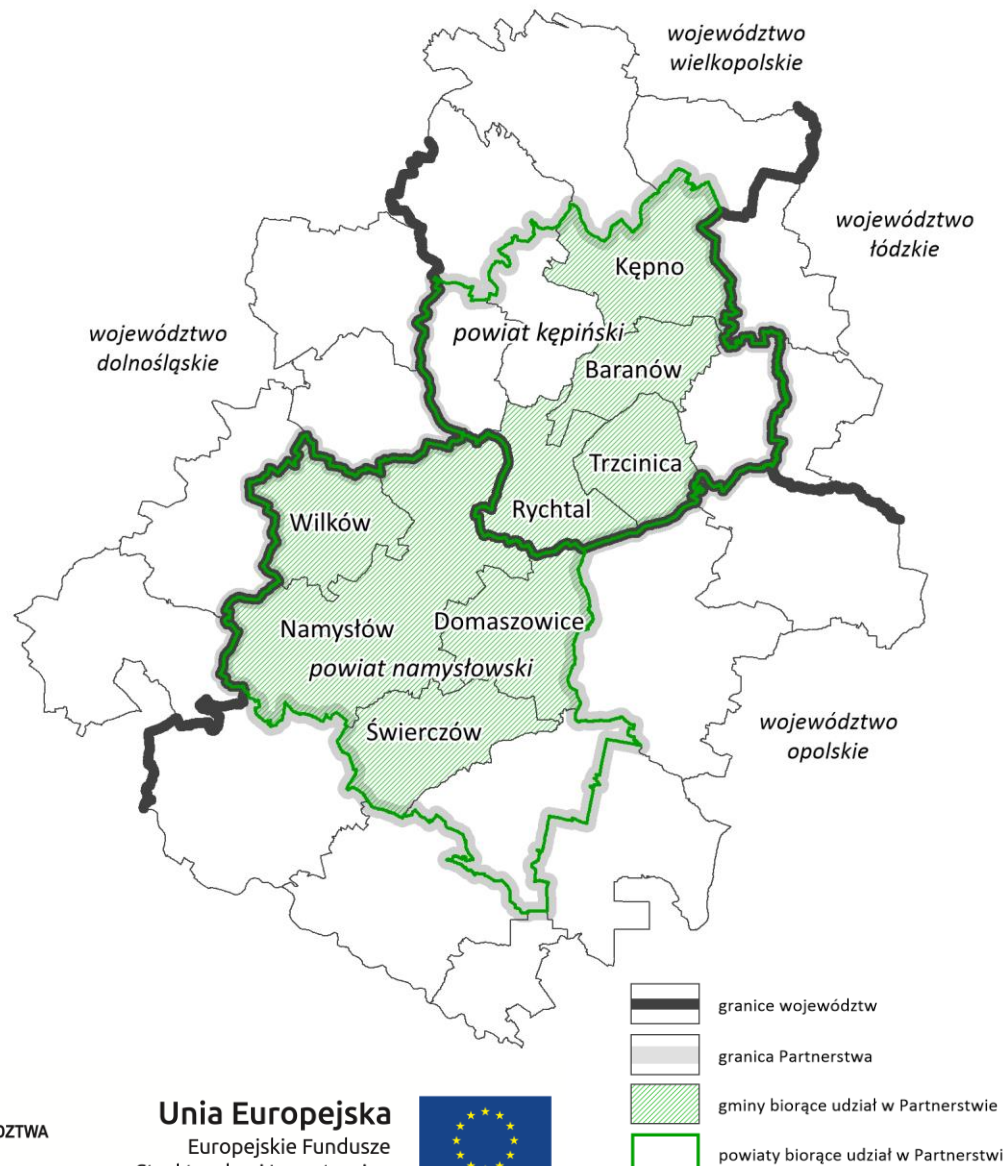 województwo
wielkopolskie
województwo
łódzkie
Kępno
województwo
dolnośląskie
powiat kępiński
Baranów
Trzcinica
Rychtal
Wilków
Namysłów
Domaszowice
powiat namysłowski
Świerczów
województwo
opolskie
granice województw
granica Partnerstwa
gminy biorące udział w Partnerstwie
powiaty biorące udział w Partnerstwi
Unia Europejska
Europejskie Fundusze